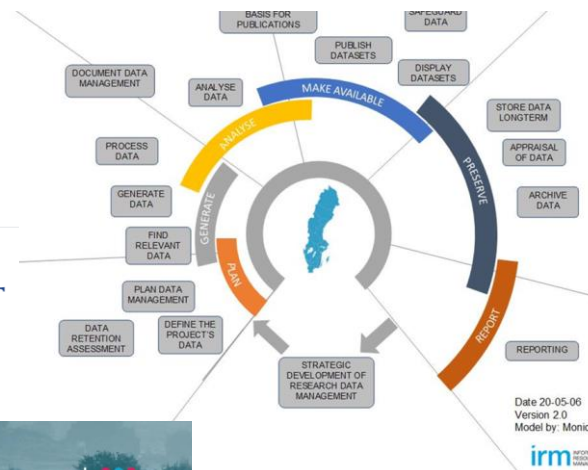 BASIS FOR
PUBLICATIONS
SAFEGUARD
DATA
PUBLISH
DATASETS
DISPLAY
DATASETS
DOCUMENT DATA
MANAGEMENT
ANALYSE
DATA
MAKE AVAILABLE
STORE DATA
LONGTERM
ANALYSE
PROCESS
DATA
APPRAISAL
OF DATA
PRESERVE
GENERATE
DATA
GENERATE
ARCHIVE
DATA
FIND
RELEVANT
DATA
PLAN
PLAN DATA
MANAGEMENT
DATA
RETENTION
ASSESSMENT
DEFINE THE
PROJECT'S
DATA
REPORT
REPORTING
STRATEGIC
DEVELOPMENT OF
RESEARCH DATA
MANAGEMENT
Date 20-05-06
Version 2.0
Model by: Monic
irm